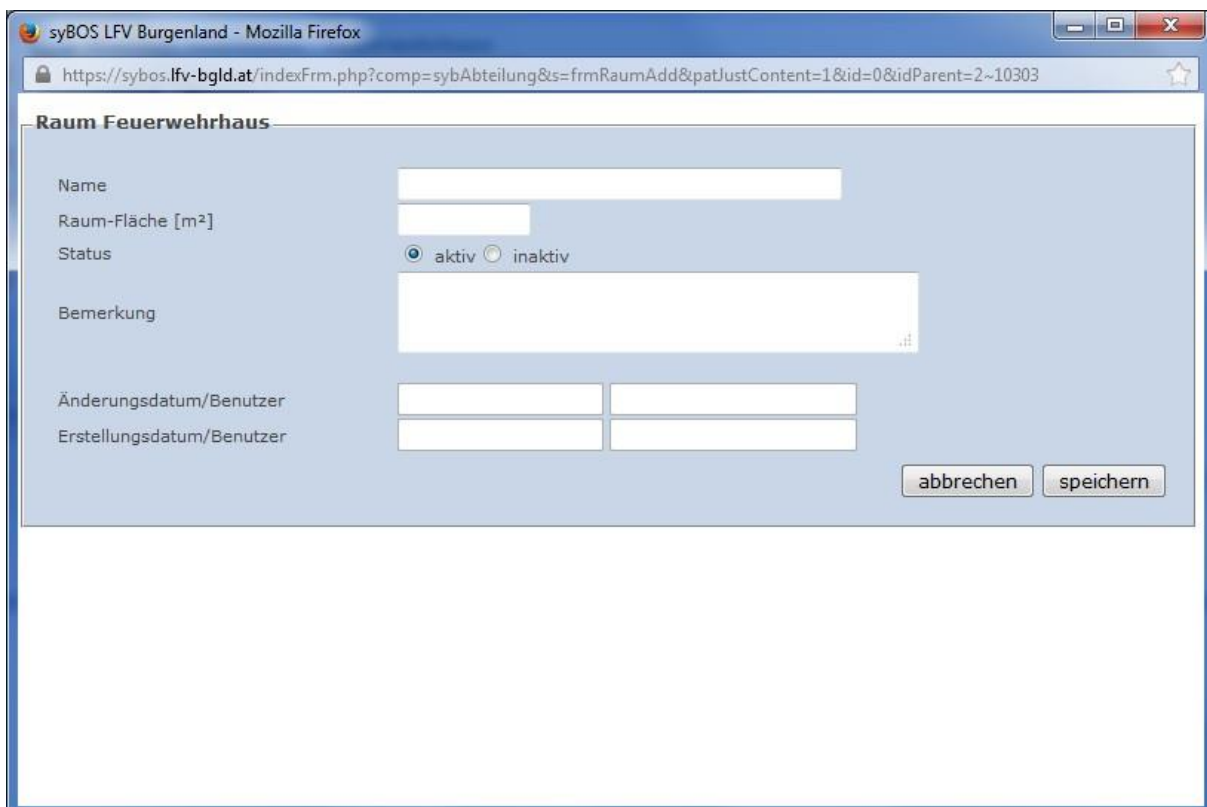 syBOS LFV Burgenland - Mozilla Firefox
https://sybos.lfv-bgld.at/indexFrm.php?comp=sybAbteilung&s=frmRaumAdd&patJustContent=1&id=0&idParent=2~10303
Raum Feuerwehrhaus
Name
Raum-Fläche [m²]
Status aktiv inaktiv
Bemerkung
Änderungsdatum/Benutzer
Erstellungsdatum/Benutzer
abbrechen speichern